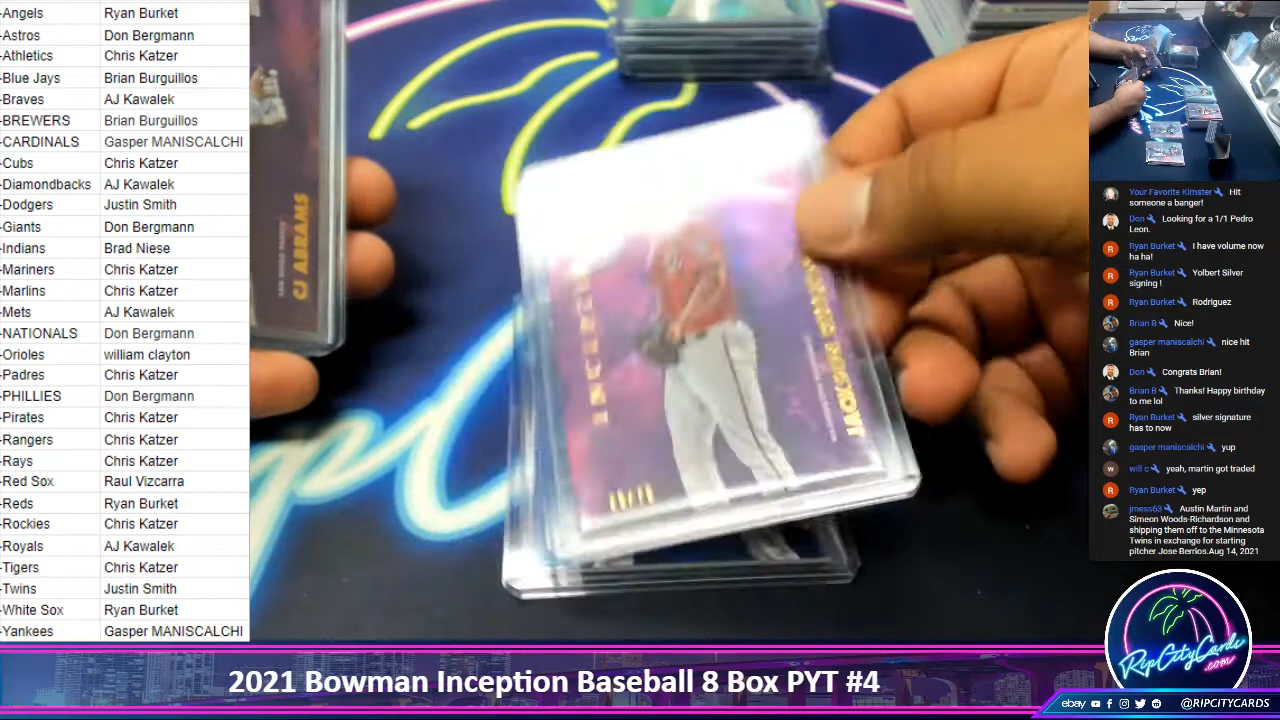 -Angels Ryan Burket
-Astros Don Bergmann
-Athletics Chris Katzer
-Blue Jays Brian Burguillos
-Braves AJ Kawalek
-BREWERS Brian Burguillos
-CARDINALS Gasper MANISCALCHI
-Cubs Chris Katzer
-Diamondbacks AJ Kawalek
-Dodgers Justin Smith
-Giants Don Bergmann
-Indians Brad Niese
-Mariners Chris Katzer
-Marlins Chris Katzer
-Mets AJ Kawalek
-NATIONALS Don Bergmann
-Orioles william clayton
-Padres Chris Katzer
-PHILLIES Don Bergmann
-Pirates Chris Katzer
-Rangers Chris Katzer
-Rays Chris Katzer
-Red Sox Raul Vizcarra
-Reds Ryan Burket
-Rockies Chris Katzer
-Royals AJ Kawalek
-Tigers Chris Katzer
-Twins Justin Smith
-White Sox Ryan Burket
-Yankees Gasper MANISCALCHI
SAN DIEGO PADRES
CJ ABRAMS
Your Favorite Kimster Hit
someone a banger!
Don Looking for a 1/1 Pedro
Leon.
Ryan Burket I have volume now
ha ha!
Ryan Burket Yolbert Silver
signing !
Ryan Burket Rodriguez
Brian B Nice!
gasper maniscalchi nice hit
Brian
Don Congrats Brian!
Brian B Thanks! Happy birthday
to me lol
Ryan Burket silver signature
has to now
gasper maniscalchi yup
w will c yeah, martin got traded
Ryan Burket yep
jmess63 Austin Martin and
Simeon Woods-Richardson and
shipping them off to the Minnesota
Twins in exchange for starting
pitcher Jose Berrios.Aug 14, 2021
RipCityCards
.com
2021 Bowman Inception Baseball 8 Box PYT #4
ebay @RIPCITYCARDS